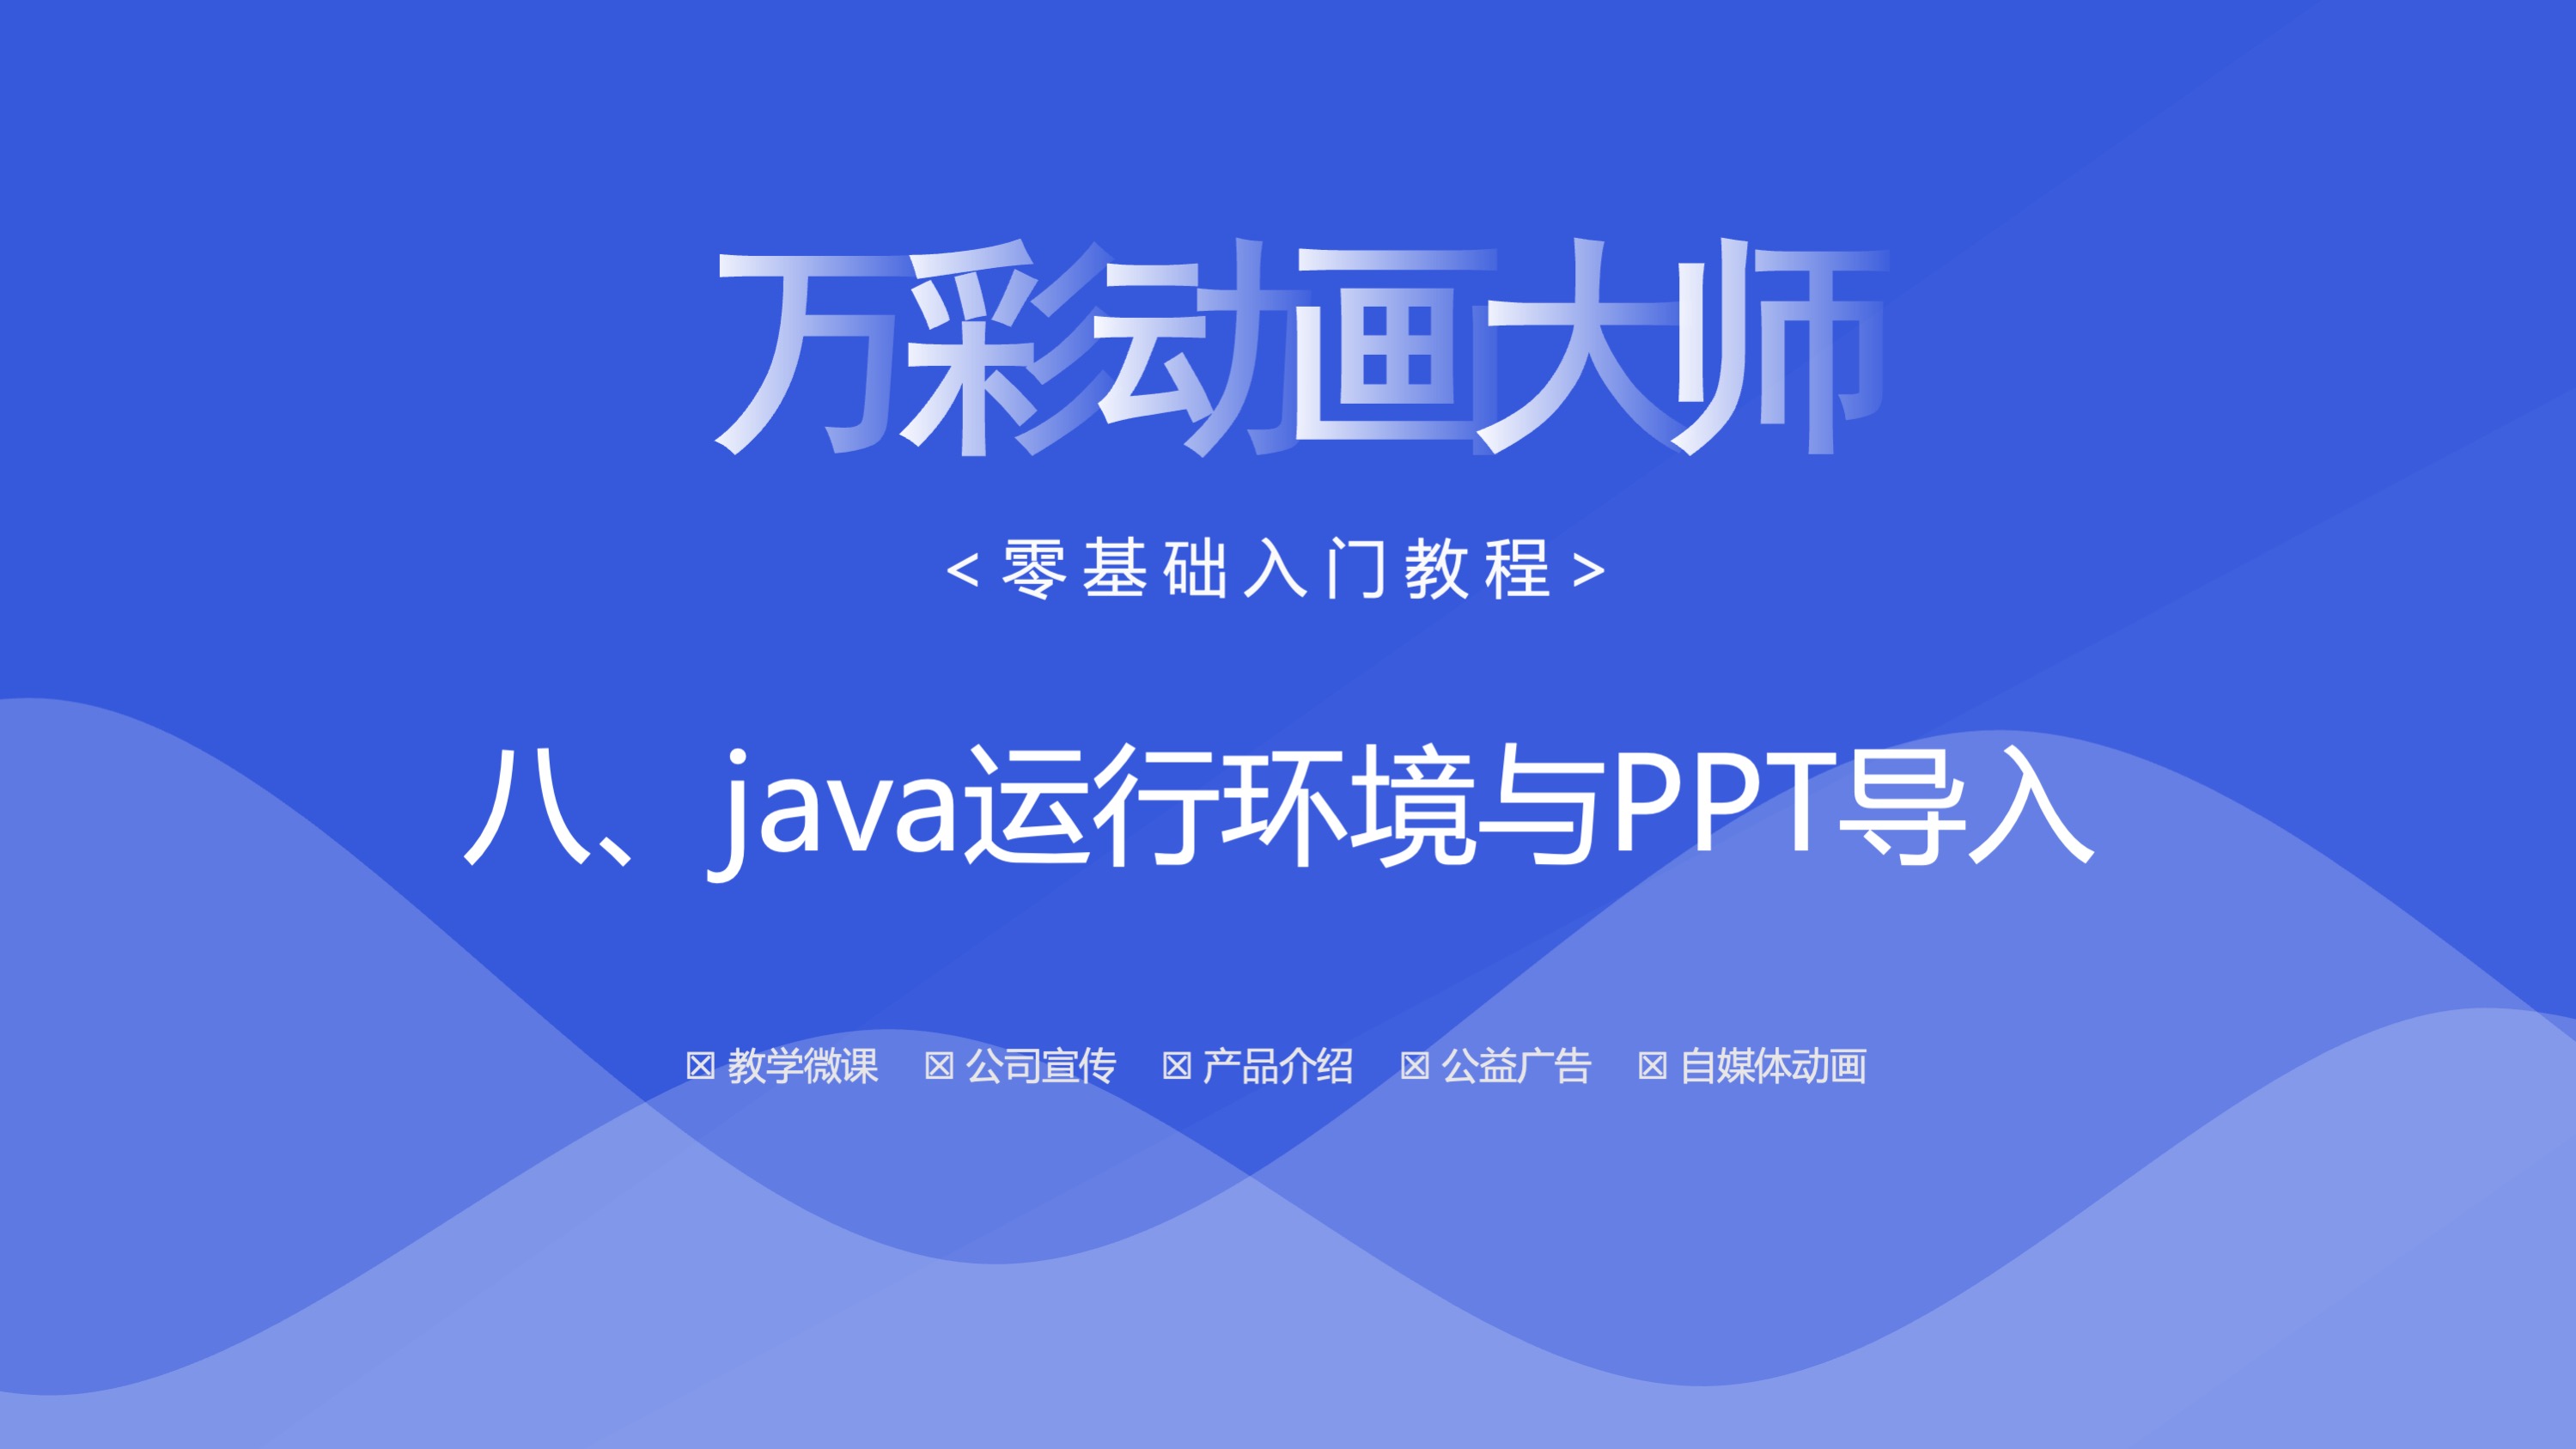 万彩动画大师
<零基础入门教程>
八、java运行环境与PPT导入
☒ 教学微课 ☒ 公司宣传 ☒ 产品介绍 ☒ 公益广告 ☒ 自媒体动画